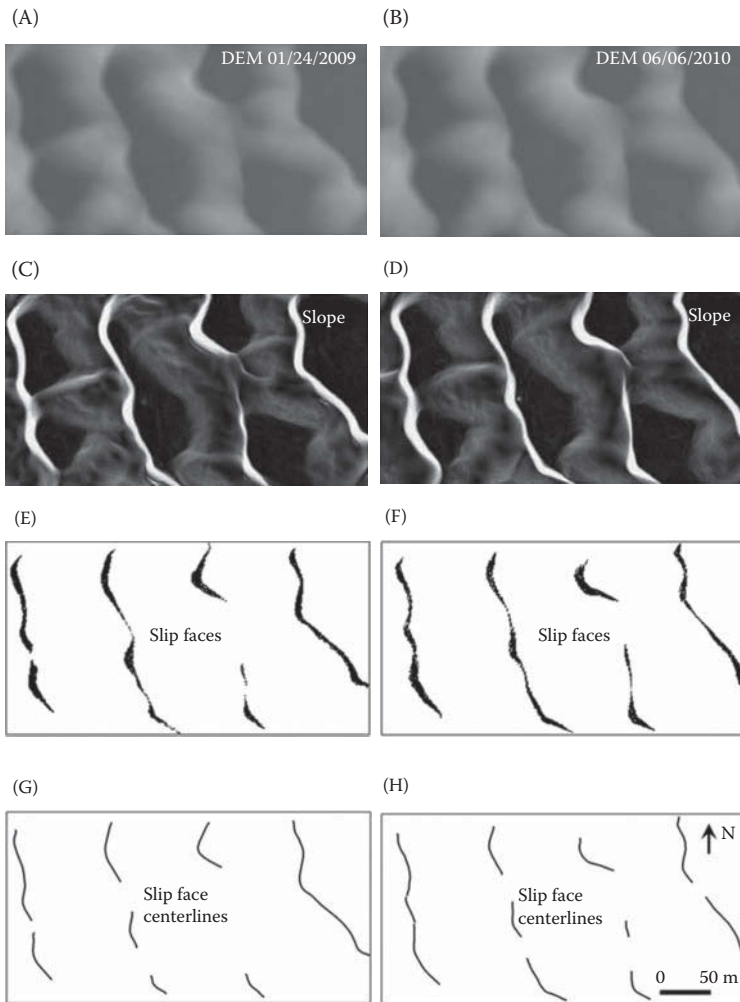 (A)
(B)
DEM 01/24/2009
DEM 06/06/2010
(C)
(D)
Slope
Slope
(E)
(F)
Slip faces
Slip faces
(G)
(H)
Slip face
centerlines
Slip face
centerlines
N
0 50 m